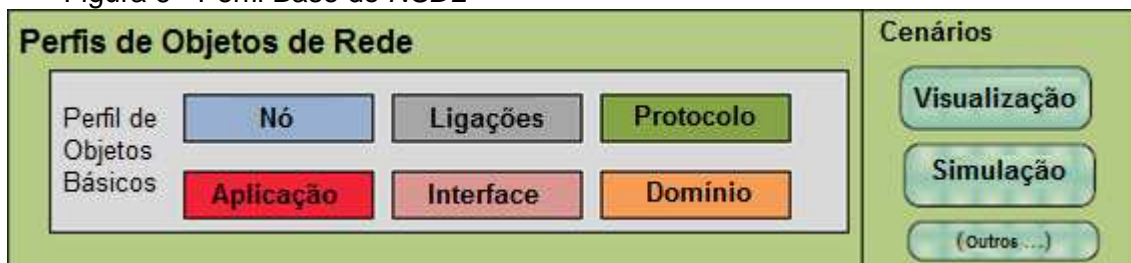 Perfis de Objetos de Rede
Perfil de
Objetos
Básicos
Nó
Ligações
Protocolo
Aplicação
Interface
Domínio
Cenários
Visualização
Simulação
(Outros ...)